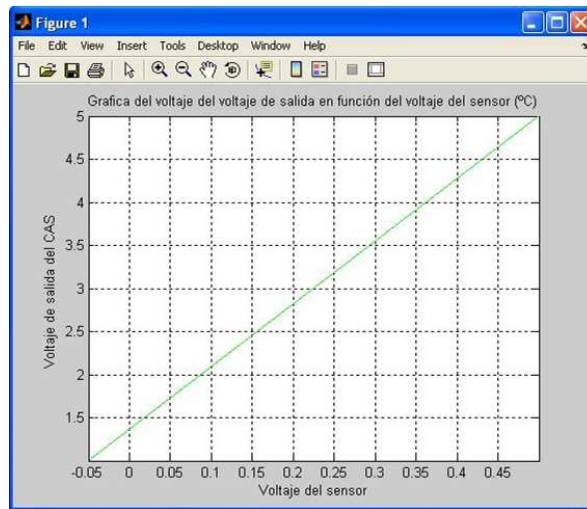 Figure 1
File Edit View Insert Tools Desktop Window Help
Grafica del voltaje del voltaje de salida en función del voltaje del sensor (ºC)
5
4.5
4
3.5
3
2.5
2
1.5
Voltaje de salida del CAS
-0.05 0 0.05 0.1 0.15 0.2 0.25 0.3 0.35 0.4 0.45
Voltaje del sensor